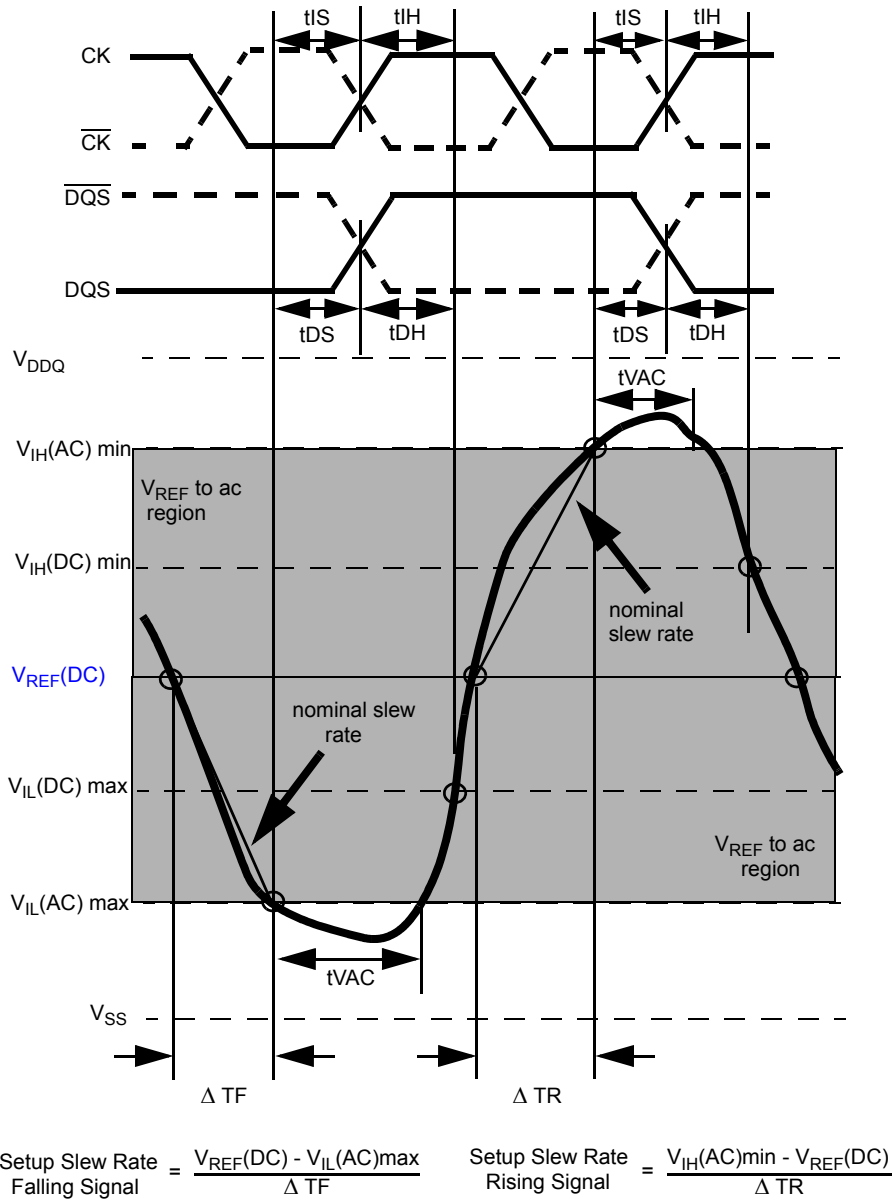 tIS tIH tIS tIH
CK
CK
DQS
DQS
tDS tDH tDS tDH
VDDQ
tVAC
VIH(AC) min
VREF to ac
region
VIH(DC) min
nominal
slew rate
VREF(DC)
nominal slew
rate
VIL(DC) max
VREF to ac
region
VIL(AC) max
tVAC
VSS
Δ TF Δ TR
Setup Slew Rate
Falling Signal
=
VREF(DC) - VIL(AC)max
Δ TF
Setup Slew Rate
Rising Signal
=
VIH(AC)min - VREF(DC)
Δ TR